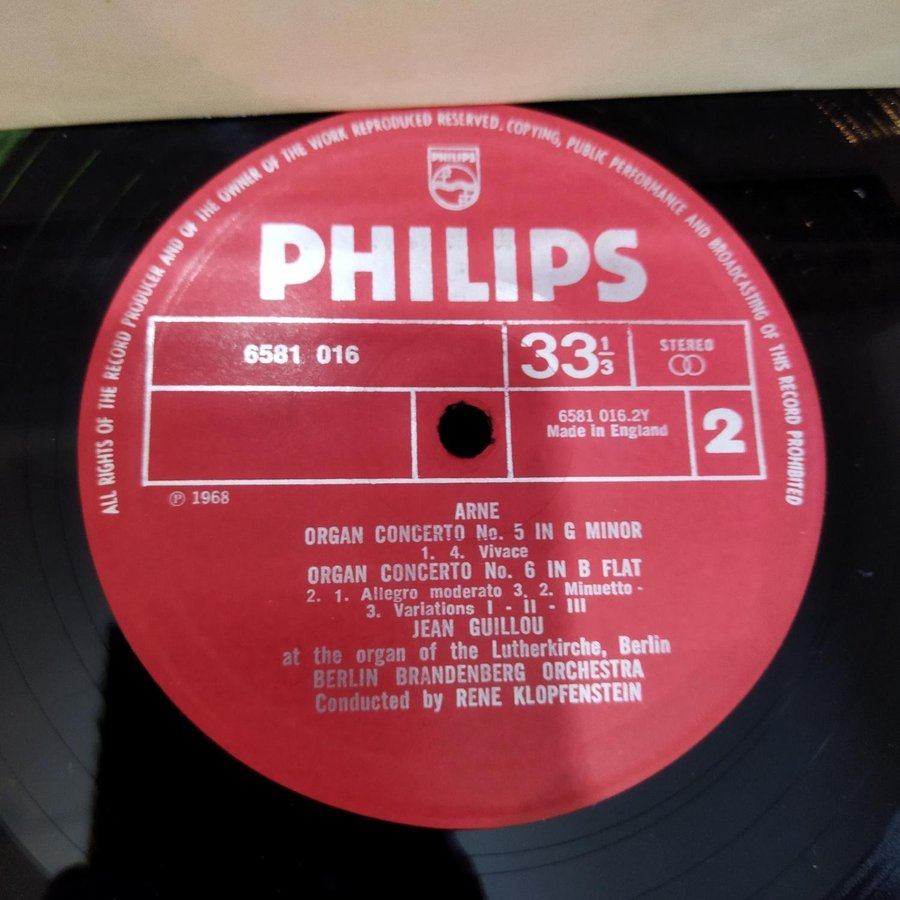 ALL RIGHTS OF THE RECORD PRODUCER AND OF THE OWNER OF THE WORK REPRODUCED RESERVED. COPYING, PUBLIC PERFORMANCE AND BROADCASTING OF THIS RECORD PROHIBITED
PHILIPS
PHILIPS
6581 016
33 1/3
STEREO
6581 016.2Y
Made in England
2
℗ 1968
ARNE
ORGAN CONCERTO No. 5 IN G MINOR
1. 4. Vivace
ORGAN CONCERTO No. 6 IN B FLAT
2. 1. Allegro moderato 3. 2. Minuetto -
3. Variations I - II - III
JEAN GUILLOU
at the organ of the Lutherkirche, Berlin
BERLIN BRANDENBERG ORCHESTRA
Conducted by RENE KLOPFENSTEIN